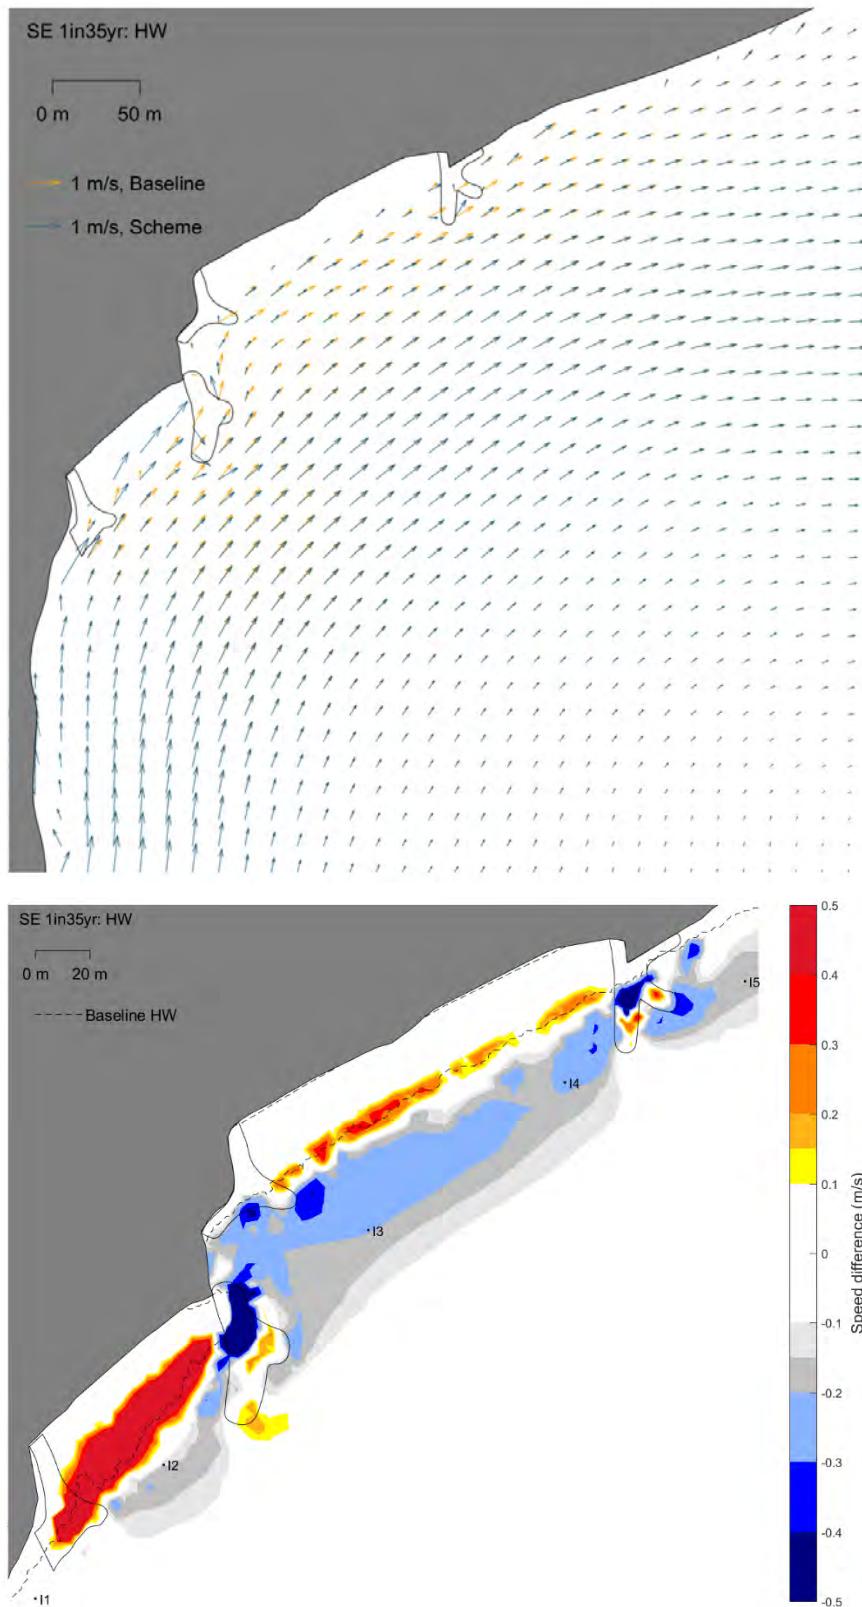 SE 1in35yr: HW
0 m 50 m
1 m/s, Baseline
1 m/s, Scheme
SE 1in35yr: HW
0 m 20 m
Baseline HW
I5
I4
I3
I2
I1
0.5
0.4
0.3
0.2
0.1
0
-0.1
-0.2
-0.3
-0.4
-0.5
Speed difference (m/s)